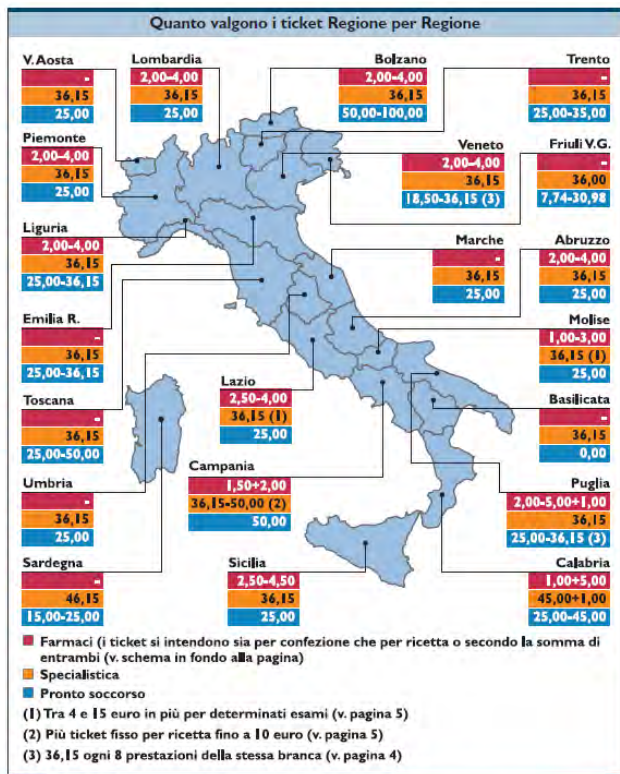 Quanto valgono i ticket Regione per Regione
V. Aosta
-
36,15
25,00
Lombardia
2,00-4,00
36,15
25,00
Bolzano
2,00-4,00
36,15
50,00-100,00
Trento
-
36,15
25,00-35,00
Piemonte
2,00-4,00
36,15
25,00
Veneto
2,00-4,00
36,15
18,50-36,15 (3)
Friuli V.G.
-
36,00
7,74-30,98
Liguria
2,00-4,00
36,15
25,00-36,15
Marche
-
36,15
25,00
Abruzzo
2,00-4,00
36,15
25,00
Emilia R.
-
36,15
25,00-36,15
Molise
1,00-3,00
36,15 (1)
25,00
Toscana
-
36,15
25,00-50,00
Lazio
2,50-4,00
36,15 (1)
25,00
Basilicata
-
36,15
0,00
Umbria
-
36,15
25,00
Campania
1,50+2,00
36,15-50,00 (2)
50,00
Puglia
2,00-5,00+1,00
36,15
25,00-36,15 (3)
Sardegna
-
46,15
15,00-25,00
Sicilia
2,50-4,50
36,15
25,00
Calabria
1,00+5,00
45,00+1,00
25,00-45,00
Farmaci (i ticket si intendono sia per confezione che per ricetta o secondo la somma di
entrambi (v. schema in fondo alla pagina)
Specialistica
Pronto soccorso
(1) Tra 4 e 15 euro in più per determinati esami (v. pagina 5)
(2) Più ticket fisso per ricetta fino a 10 euro (v. pagina 5)
(3) 36,15 ogni 8 prestazioni della stessa branca (v. pagina 4)